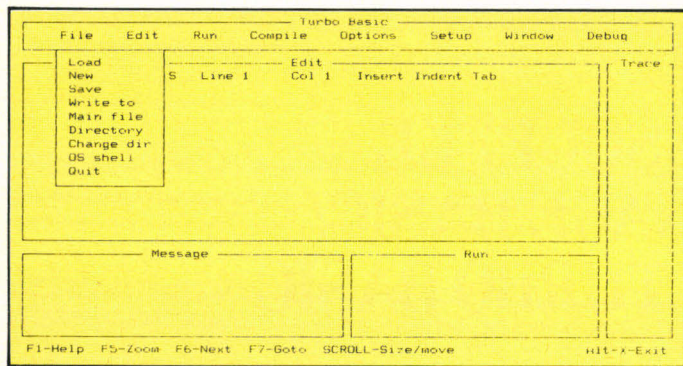 Turbo Basic
File Edit Run Compile Options Setup Window Debug
Edit
Trace
Load
New
S Line 1 Col 1 Insert Indent Tab
Save
Write to
Main file
Directory
Change dir
OS shell
Quit
Message
Run
F1-Help F5-Zoom F6-Next F7-Goto SCROLL-Size/move Alt-X-Exit